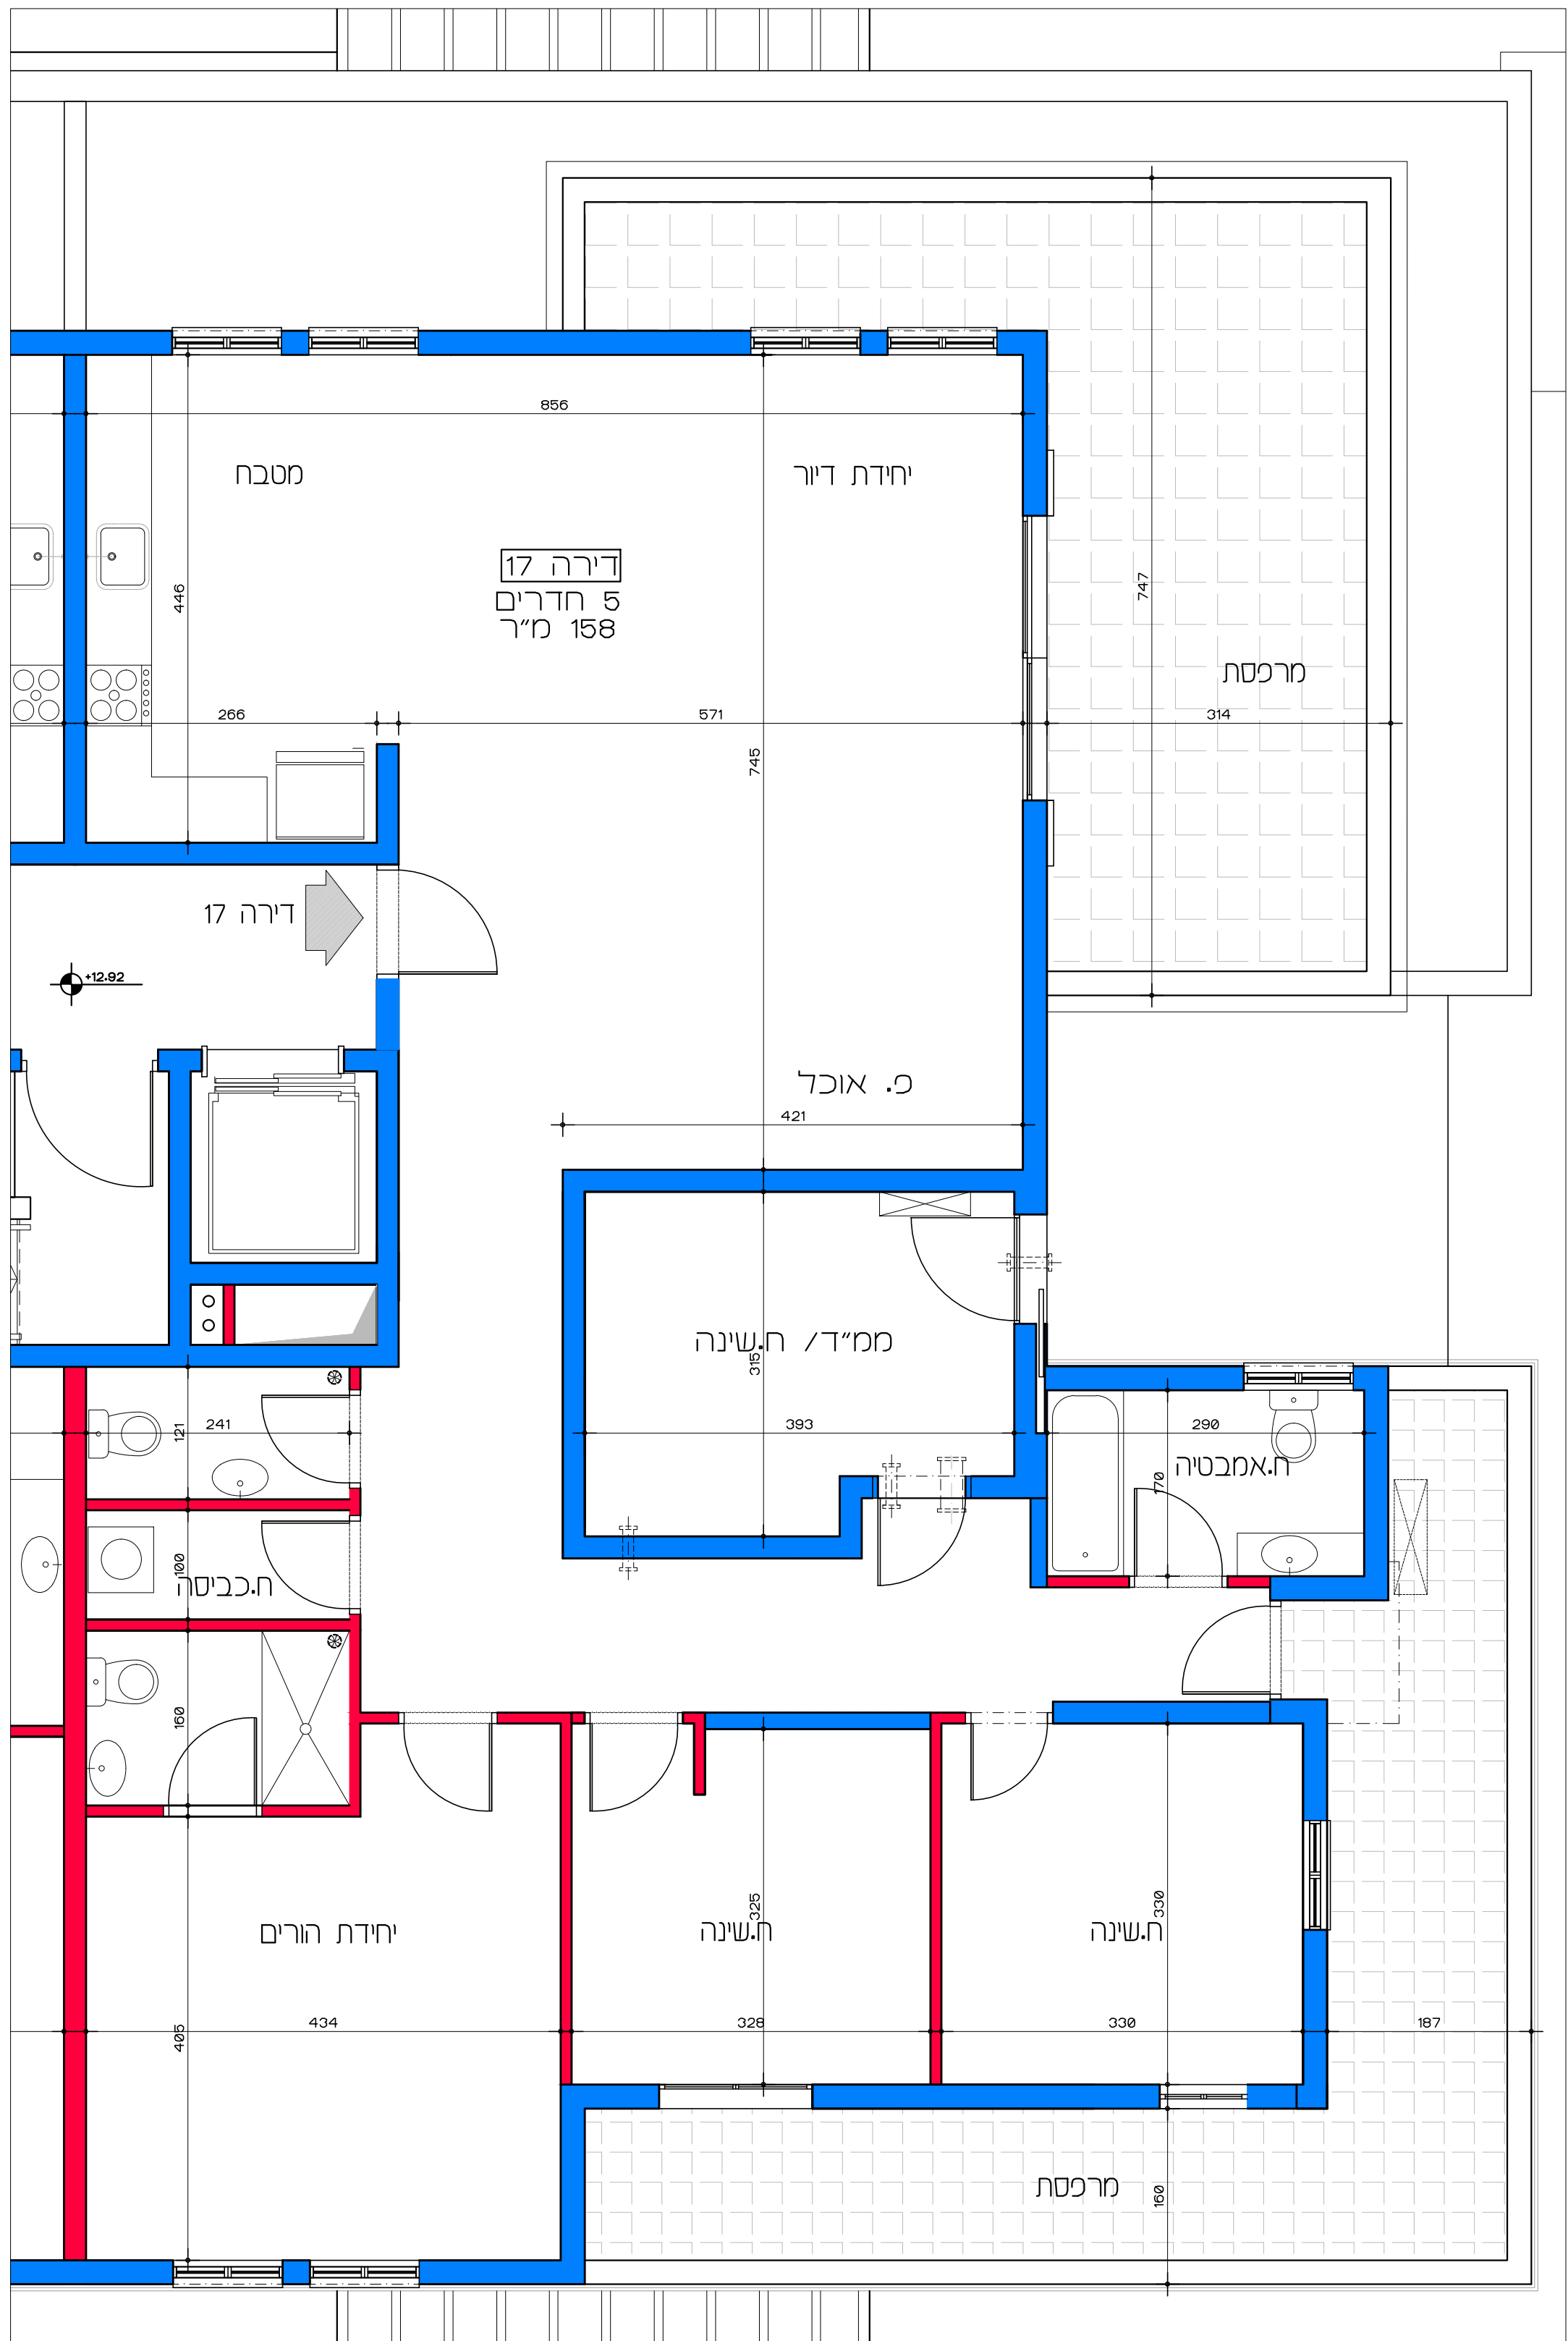 856
מטבח
יחידת דיור
דירה 17
5 חדרים
158 מ״ר
446
747
מרפסת
266
571
314
745
דירה 17
+12.92
פ. אוכל
421
ממ״ד/ ח.שינה
315
393
241
121
290
ח.אמבטיה
170
100
ח.כביסה
160
יחידת הורים
325
ח.שינה
330
ח.שינה
434
328
330
187
405
מרפסת
160